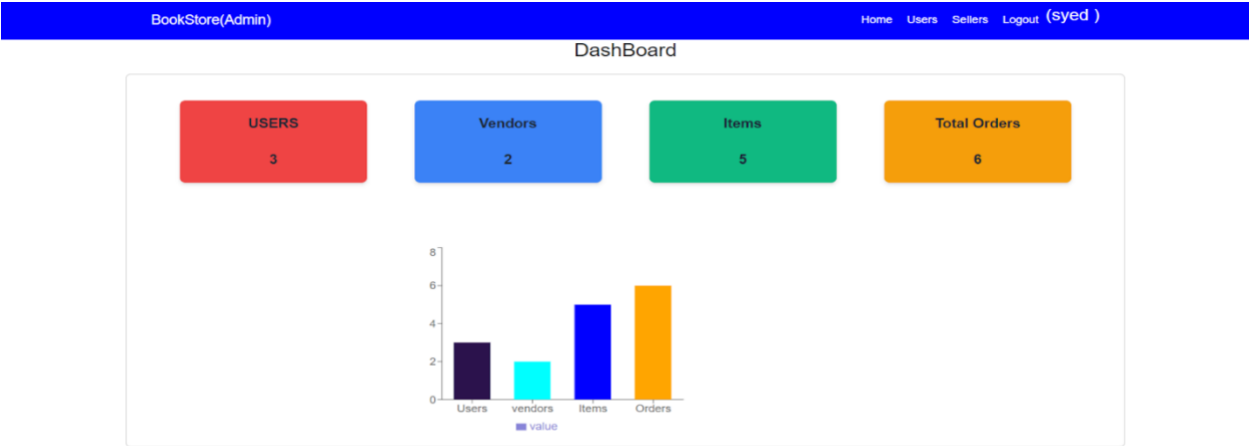 BookStore(Admin) Home Users Sellers Logout (syed )
DashBoard
USERS Vendors Items Total Orders
3 2 5 6
8
6
4
2
0
Users vendors Items Orders
value